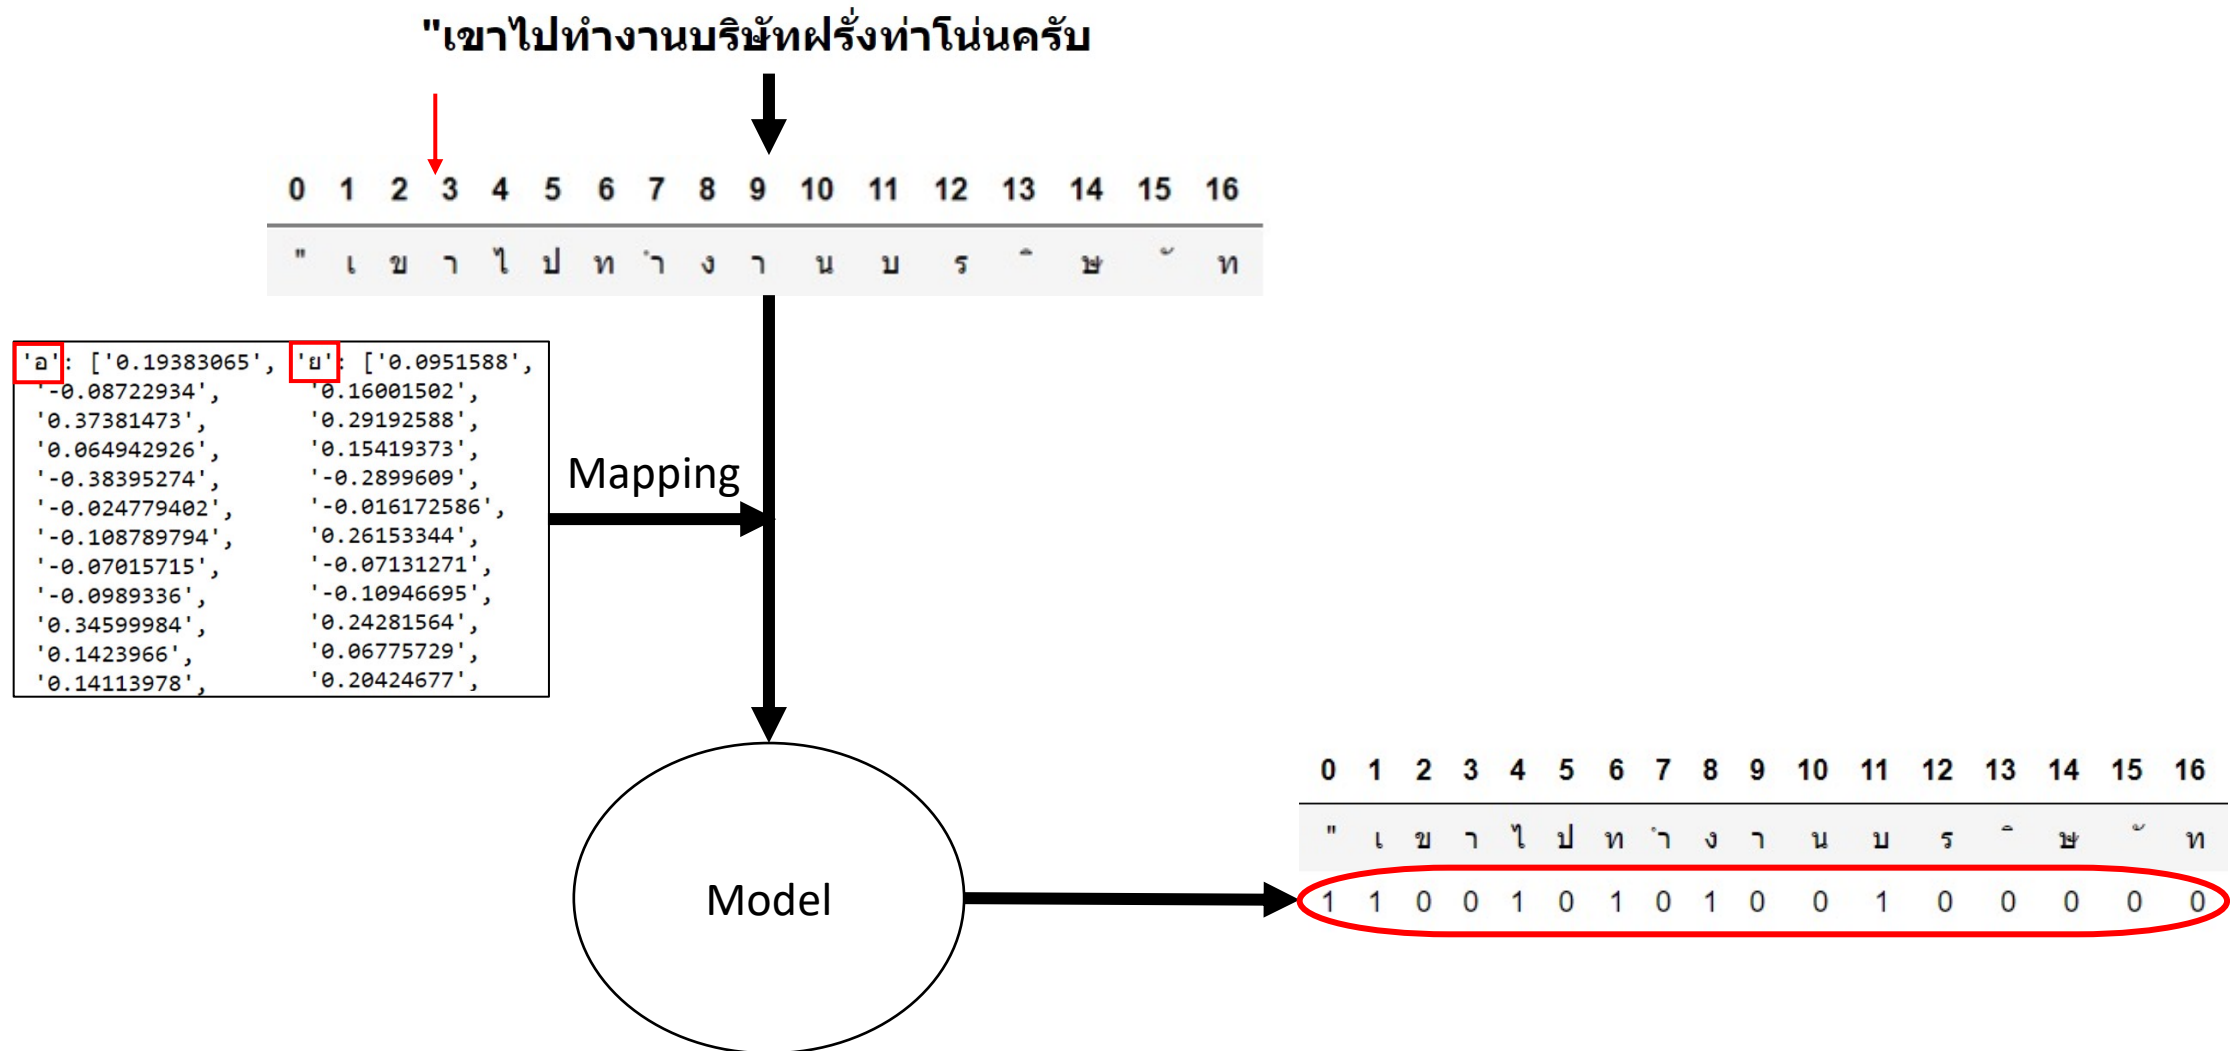 "เขาไปทำงานบริษัทฝรั่งท่าโน่นครับ
0 1 2 3 4 5 6 7 8 9 10 11 12 13 14 15 16
" เ ข า ไ ป ท ำ ง า น บ ร ิ ษ ั ท
'อ': ['0.19383065', 'ย': ['0.0951588',
'-0.08722934', '0.16001502',
'0.37381473', '0.29192588',
'0.064942926', '0.15419373',
'-0.38395274', '-0.2899609',
'-0.024779402', '-0.016172586',
'-0.108789794', '0.26153344',
'-0.07015715', '-0.07131271',
'-0.0989336', '-0.10946695',
'0.34599984', '0.24281564',
'0.1423966', '0.06775729',
'0.14113978', '0.20424677',
Mapping
Model
0 1 2 3 4 5 6 7 8 9 10 11 12 13 14 15 16
" เ ข า ไ ป ท ำ ง า น บ ร ิ ษ ั ท
1 1 0 0 1 0 1 0 1 0 0 1 0 0 0 0 0